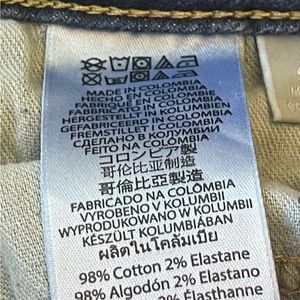 MADE IN COLOMBIA
HECHO EN COLOMBIA
FABRIQUÉ EN COLOMBIE
FABBRICATO IN COLOMBIA
HERGESTELLT IN KOLUMBIEN
GEFABRICEERD IN COLOMBIA
FREMSTILLET I COLOMBIA
СДЕЛАНО В КОЛУМБИИ
FEITO NA COLÔMBIA
コロンビア製
哥伦比亚制造
哥倫比亞製造
FABRICADO NA COLÔMBIA
VYROBENO V KOLUMBII
WYPRODUKOWANO W KOLUMBII
KÉSZÜLT KOLUMBIÁBAN
ผลิตในโคลัมเบีย
98% Cotton 2% Elastane
98% Algodón 2% Elastano
2% Élasthanne